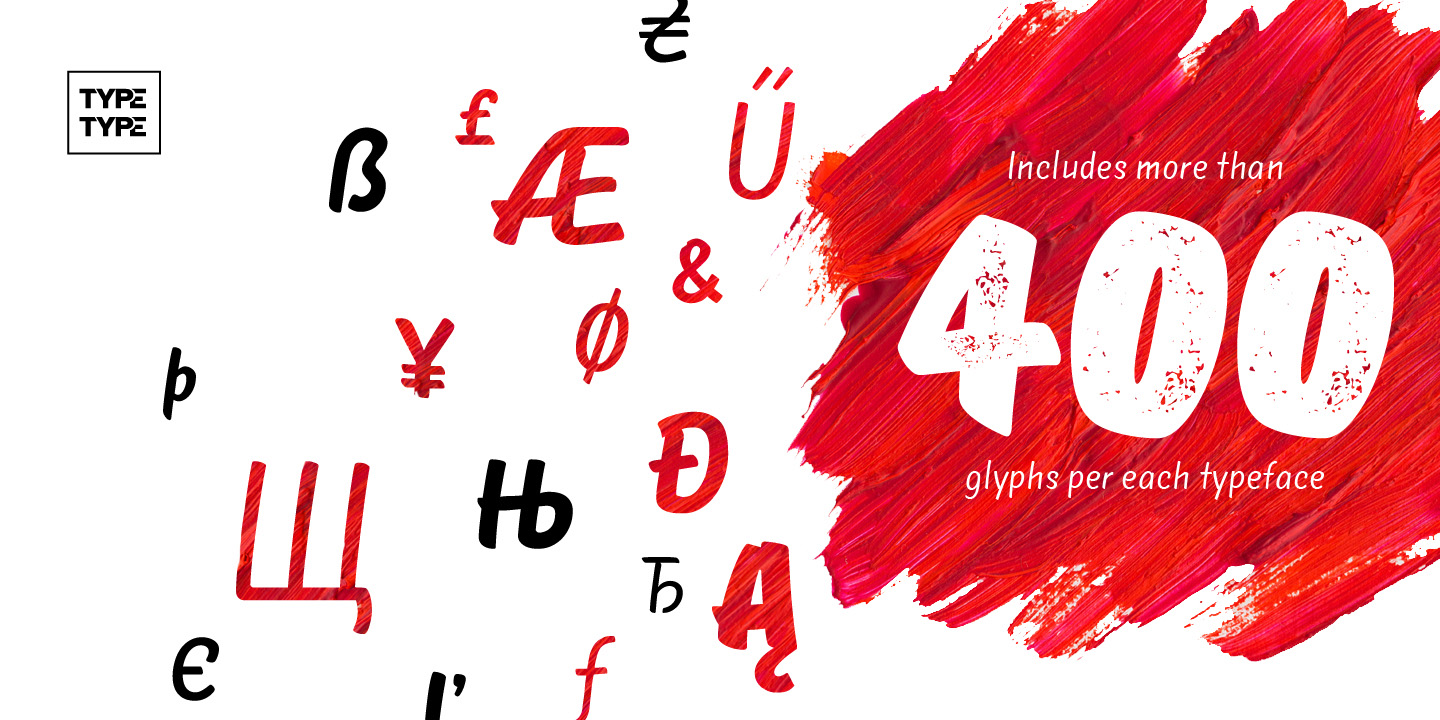 TYPE
TYPE
₴
ß
£
Æ
Ű
&
¥
ø
þ
Đ
Щ
Њ
Ђ
Ą
Є
ƒ
Includes more than
400
glyphs per each typeface